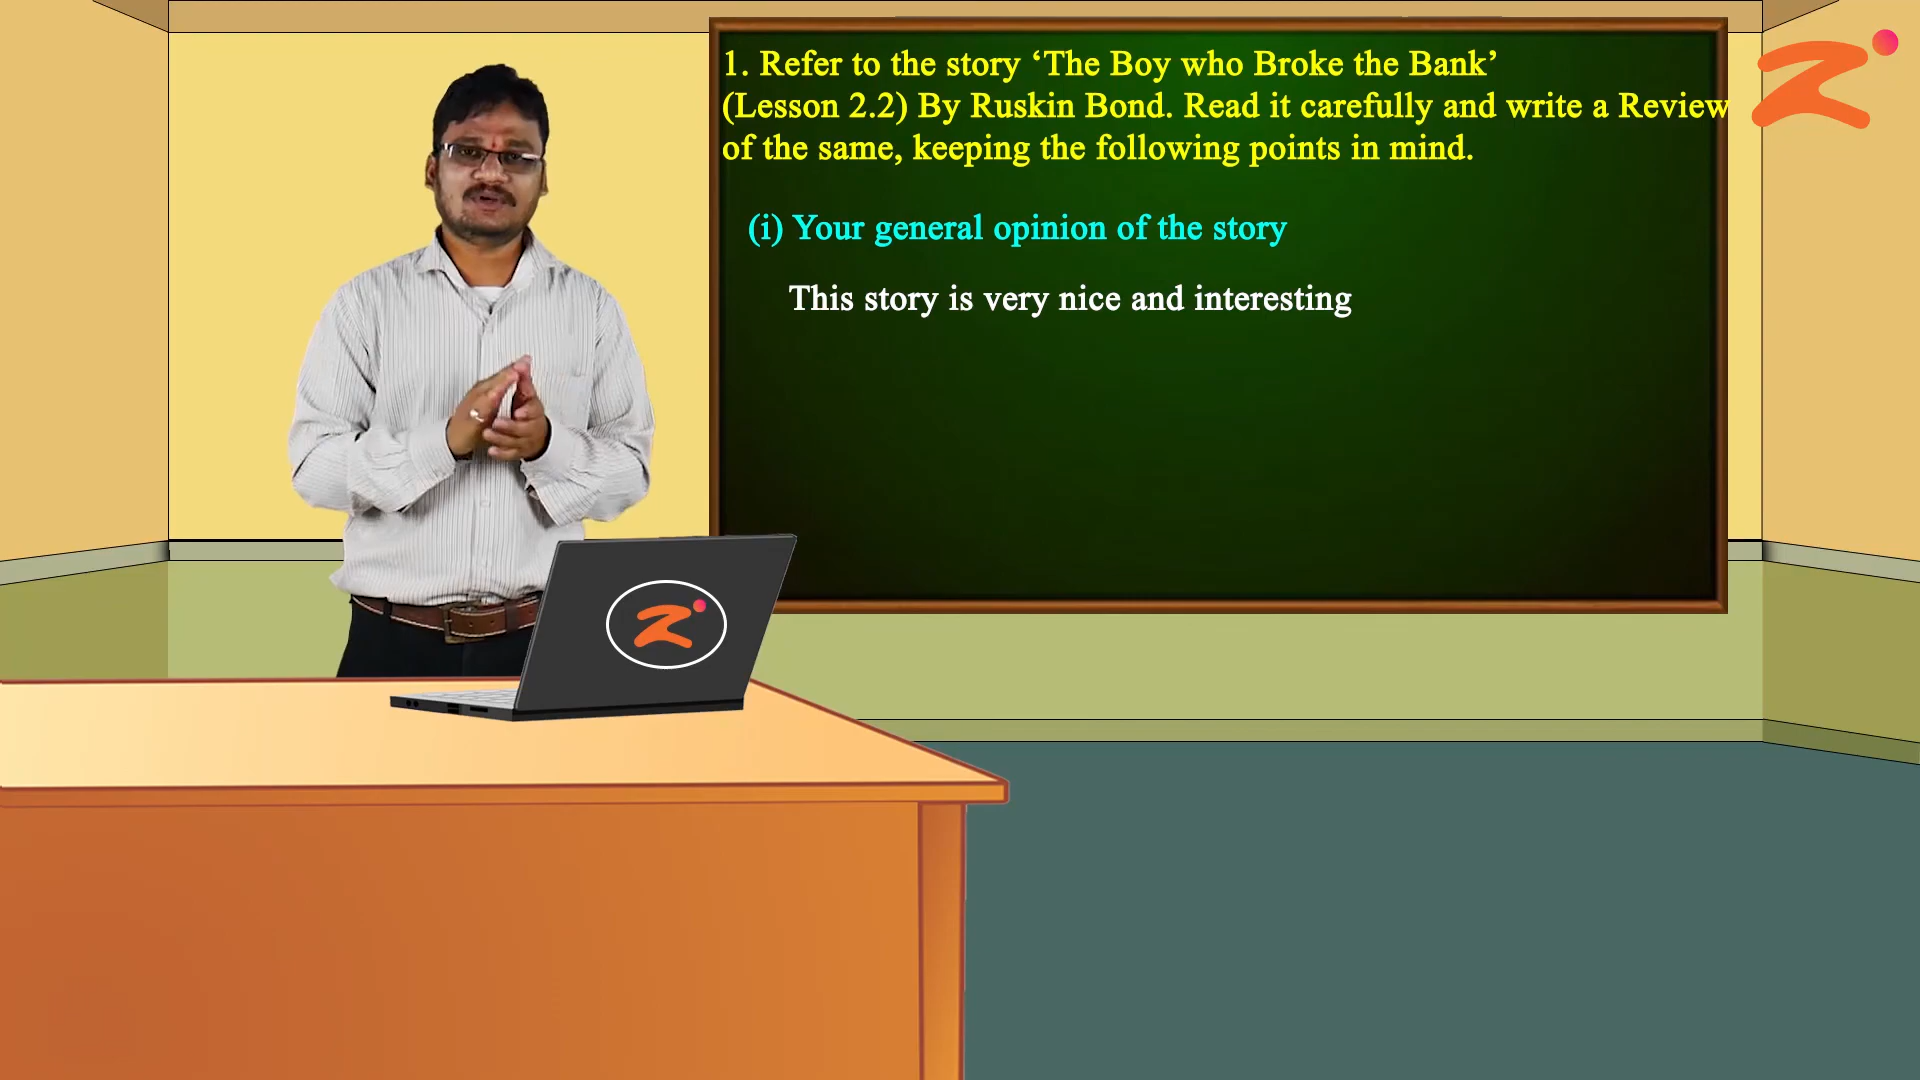 1. Refer to the story ‘The Boy who Broke the Bank’
(Lesson 2.2) By Ruskin Bond. Read it carefully and write a Review
of the same, keeping the following points in mind.
(i) Your general opinion of the story
This story is very nice and interesting